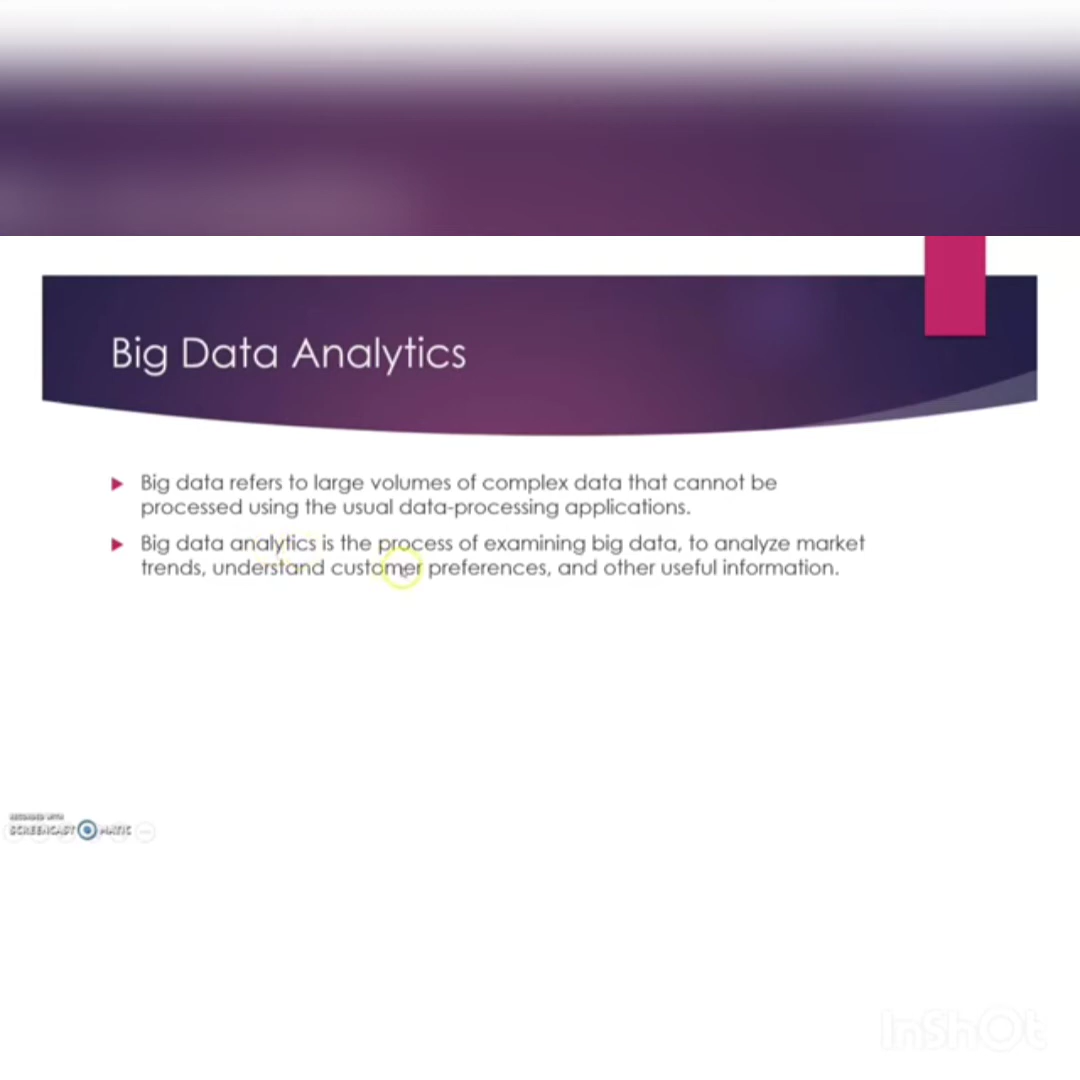 Big Data Analytics
Big data refers to large volumes of complex data that cannot be
processed using the usual data-processing applications.
Big data analytics is the process of examining big data, to analyze market
trends, understand customer preferences, and other useful information.
RECORDED WITH
SCREENCAST MATIC
InShOt